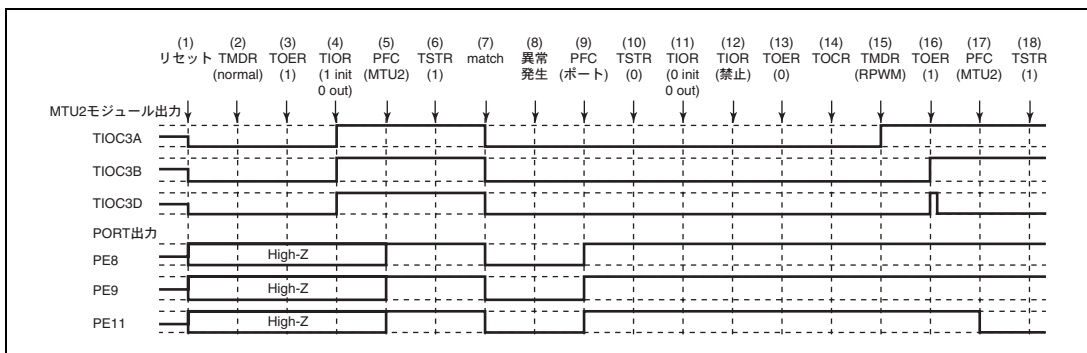 (1) (2) (3) (4) (5) (6) (7) (8) (9) (10) (11) (12) (13) (14) (15) (16) (17) (18)
リセット TMDR TOER TIOR PFC TSTR match 異常 PFC TSTR TIOR TIOR TOER TOCR TMDR TOER PFC TSTR
(normal) (1) (1 init (MTU2) (1) 発生 (ポート) (0) (0 init (禁止) (0) (RPWM) (1) (MTU2) (1)
0 out) 0 out)
MTU2モジュール出力
TIOC3A
TIOC3B
TIOC3D
PORT出力
PE8 High-Z
PE9 High-Z
PE11 High-Z